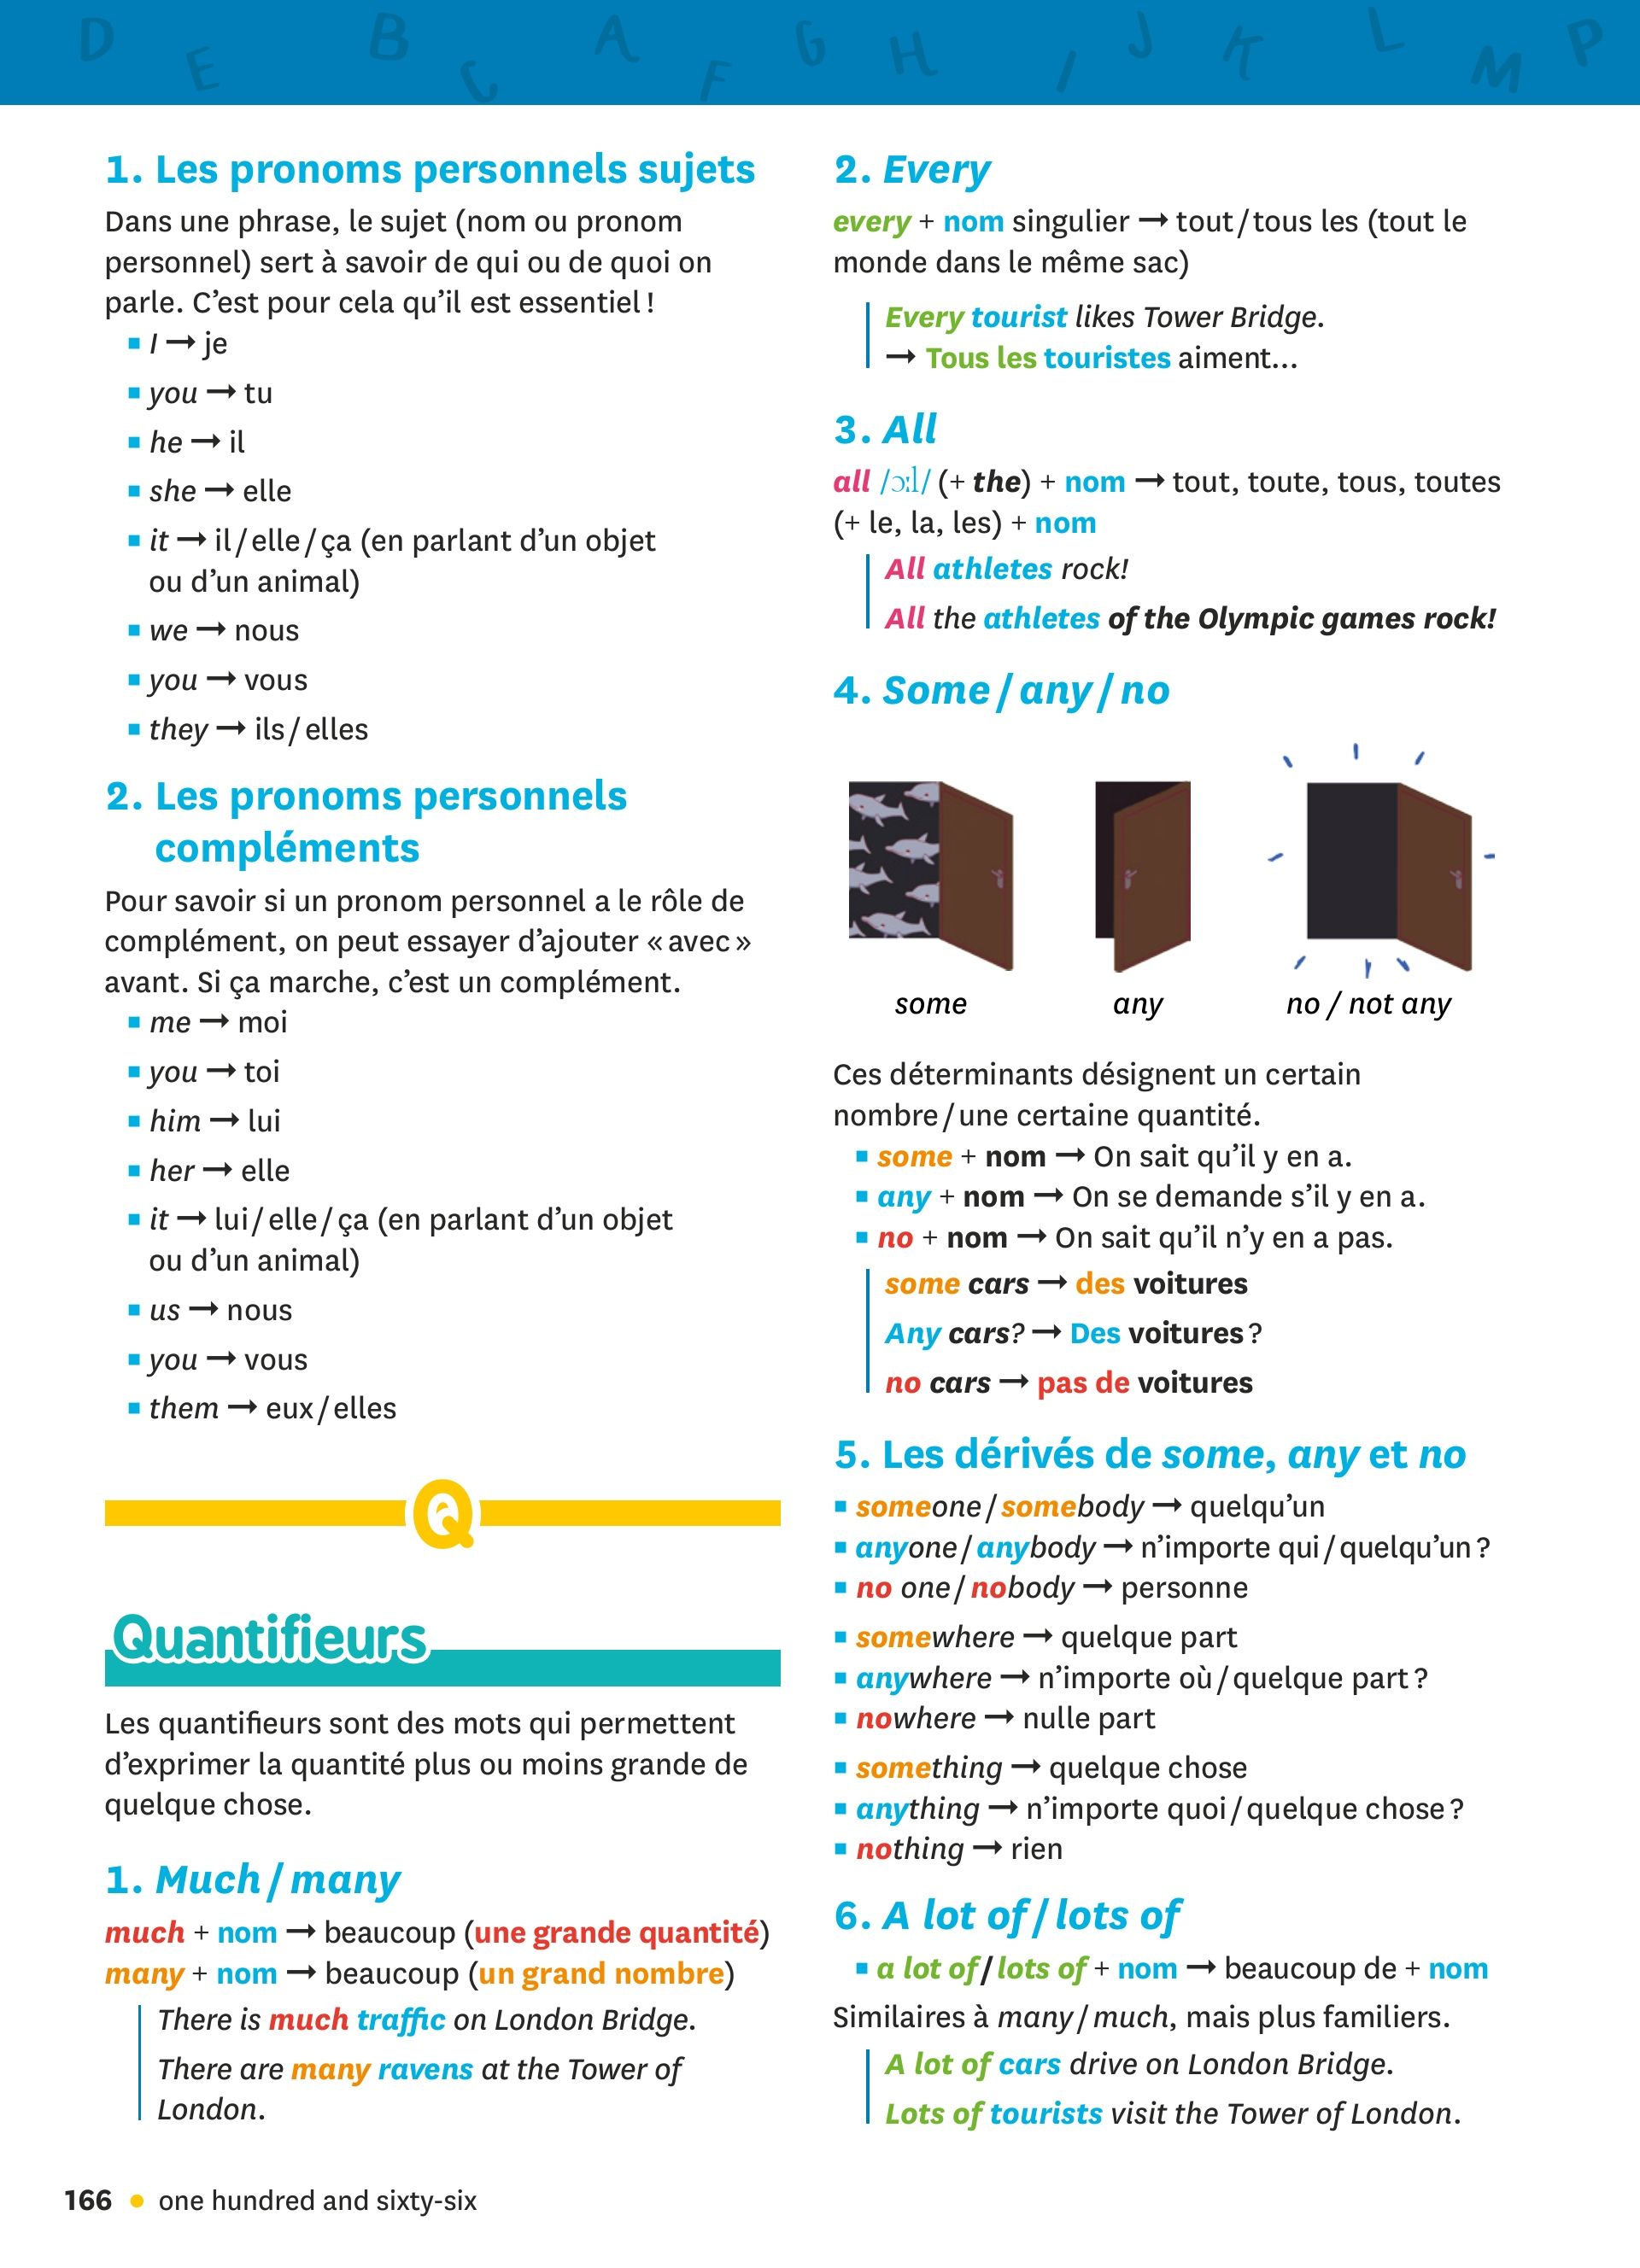 D E B C A F G H I J K L M P
1. Les pronoms personnels sujets
Dans une phrase, le sujet (nom ou pronom
personnel) sert à savoir de qui ou de quoi on
parle. C’est pour cela qu’il est essentiel !
▪ I → je
▪ you → tu
▪ he → il
▪ she → elle
▪ it → il / elle / ça (en parlant d’un objet
ou d’un animal)
▪ we → nous
▪ you → vous
▪ they → ils / elles
2. Les pronoms personnels
compléments
Pour savoir si un pronom personnel a le rôle de
complément, on peut essayer d’ajouter « avec »
avant. Si ça marche, c’est un complément.
▪ me → moi
▪ you → toi
▪ him → lui
▪ her → elle
▪ it → lui / elle / ça (en parlant d’un objet
ou d’un animal)
▪ us → nous
▪ you → vous
▪ them → eux / elles
Q
Quantifieurs
Les quantifieurs sont des mots qui permettent
d’exprimer la quantité plus ou moins grande de
quelque chose.
1. Much / many
much + nom → beaucoup (une grande quantité)
many + nom → beaucoup (un grand nombre)
There is much traffic on London Bridge.
There are many ravens at the Tower of
London.
2. Every
every + nom singulier → tout / tous les (tout le
monde dans le même sac)
Every tourist likes Tower Bridge.
→ Tous les touristes aiment…
3. All
all /ɔːl/ (+ the) + nom → tout, toute, tous, toutes
(+ le, la, les) + nom
All athletes rock!
All the athletes of the Olympic games rock!
4. Some / any / no
some any no / not any
Ces déterminants désignent un certain
nombre / une certaine quantité.
▪ some + nom → On sait qu’il y en a.
▪ any + nom → On se demande s’il y en a.
▪ no + nom → On sait qu’il n’y en a pas.
some cars → des voitures
Any cars? → Des voitures ?
no cars → pas de voitures
5. Les dérivés de some, any et no
▪ someone / somebody → quelqu’un
▪ anyone / anybody → n’importe qui / quelqu’un ?
▪ no one / nobody → personne
▪ somewhere → quelque part
▪ anywhere → n’importe où / quelque part ?
▪ nowhere → nulle part
▪ something → quelque chose
▪ anything → n’importe quoi / quelque chose ?
▪ nothing → rien
6. A lot of / lots of
▪ a lot of / lots of + nom → beaucoup de + nom
Similaires à many / much, mais plus familiers.
A lot of cars drive on London Bridge.
Lots of tourists visit the Tower of London.
166 • one hundred and sixty-six